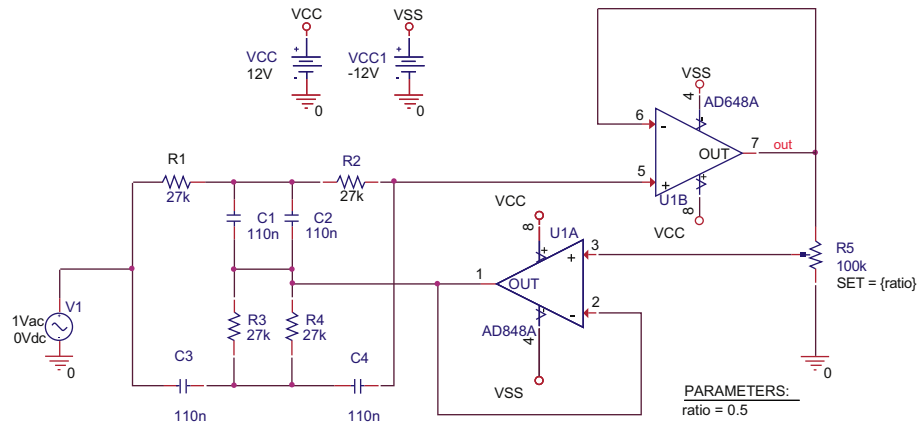 VCC
VSS
VCC
12V
+
-
0
VCC1
-12V
+
-
0
VSS
4
AD648A
6
-
7
out
OUT
5
+
+
U1B
8
VCC
R1
27k
R2
27k
C1
110n
C2
110n
VCC
8
U1A
+
3
+
1
OUT
-
2
AD848A
4
VSS
R5
100k
SET = {ratio}
0
V1
1Vac
0Vdc
0
R3
27k
R4
27k
C3
110n
C4
110n
PARAMETERS:
ratio = 0.5